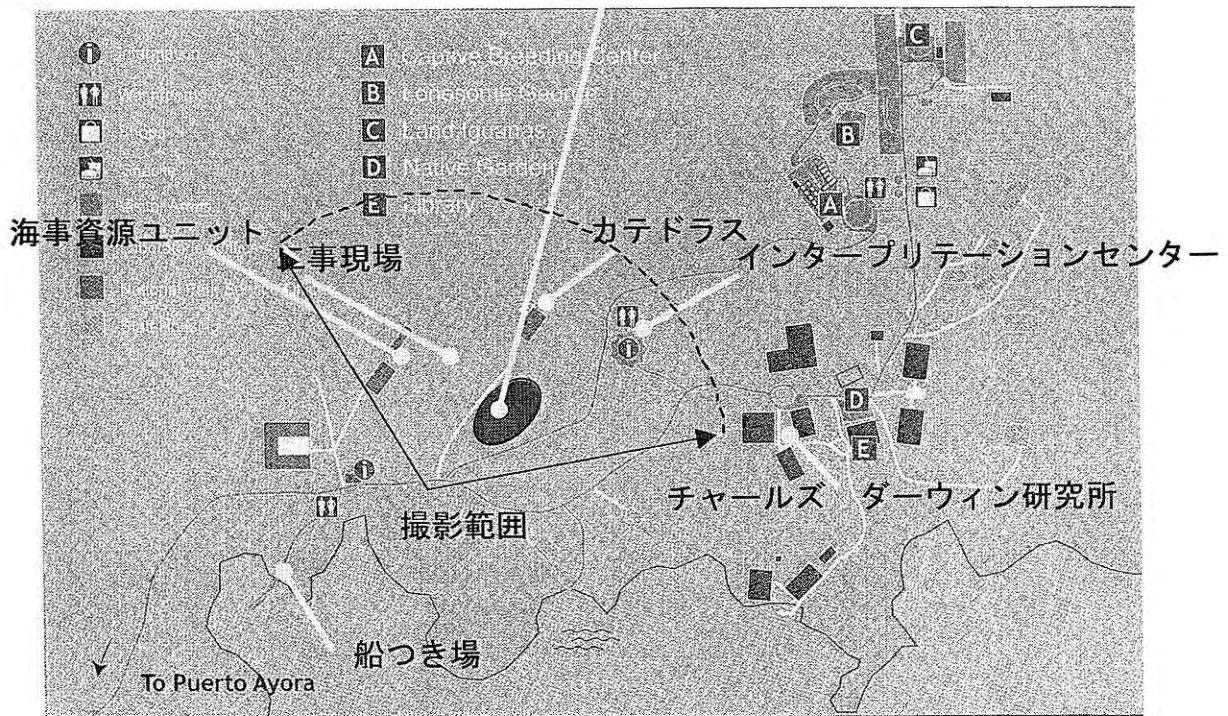 A Captive Breeding Center
B Lonesome George
C Land Iguanas
D Native Garden
E Library
C
B
A
海事資源ユニット
工事現場
カテドラス
インタープリテーションセンター
D
E
チャールズ ダーウィン研究所
撮影範囲
船つき場
To Puerto Ayora